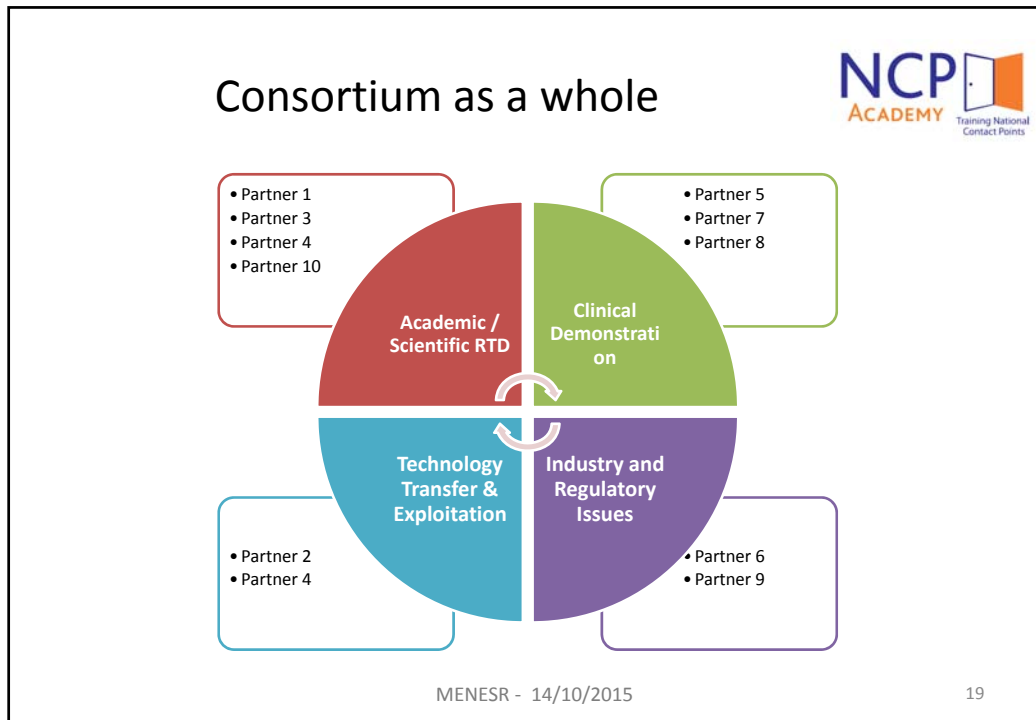 Consortium as a whole
NCP
ACADEMY
Training National
Contact Points
• Partner 1
• Partner 3
• Partner 4
• Partner 10
• Partner 5
• Partner 7
• Partner 8
Academic /
Scientific RTD
Clinical
Demonstrati
on
Technology
Transfer &
Exploitation
Industry and
Regulatory
Issues
• Partner 2
• Partner 4
• Partner 6
• Partner 9
MENESR - 14/10/2015
19